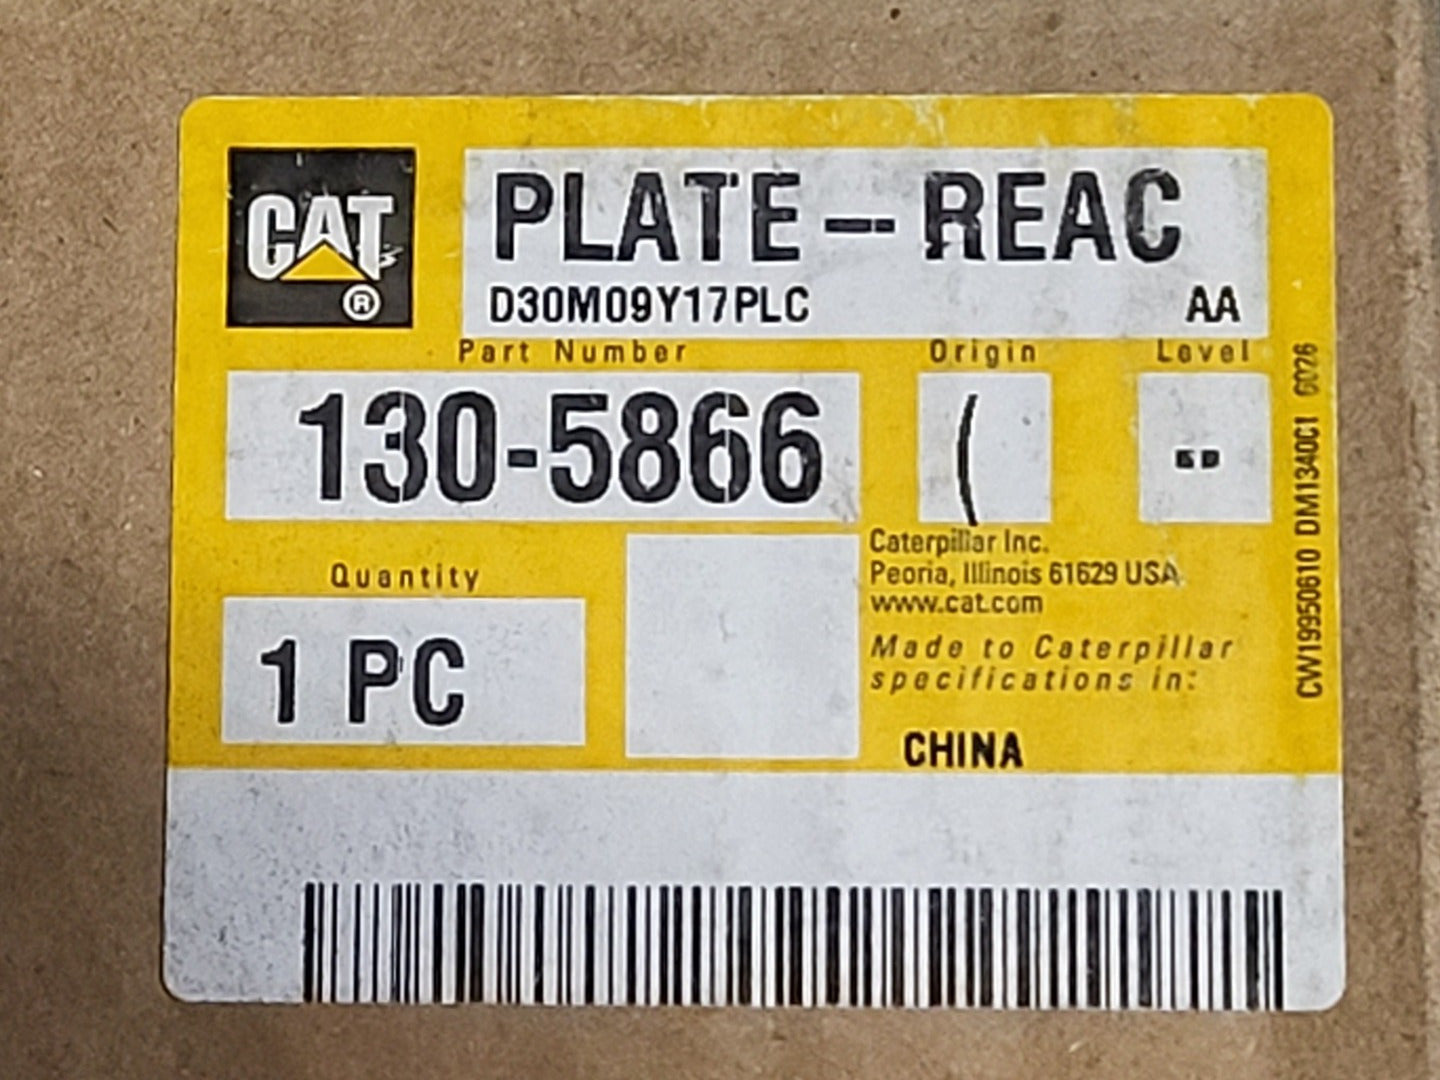 CAT
®
PLATE-REAC
D30M09Y17PLC AA
Part Number Origin Level
130-5866 ( --
Quantity
1 PC
Caterpillar Inc.
Peoria, Illinois 61629 USA
www.cat.com
Made to Caterpillar
specifications in:
CHINA
CW19950610 DM1340C1